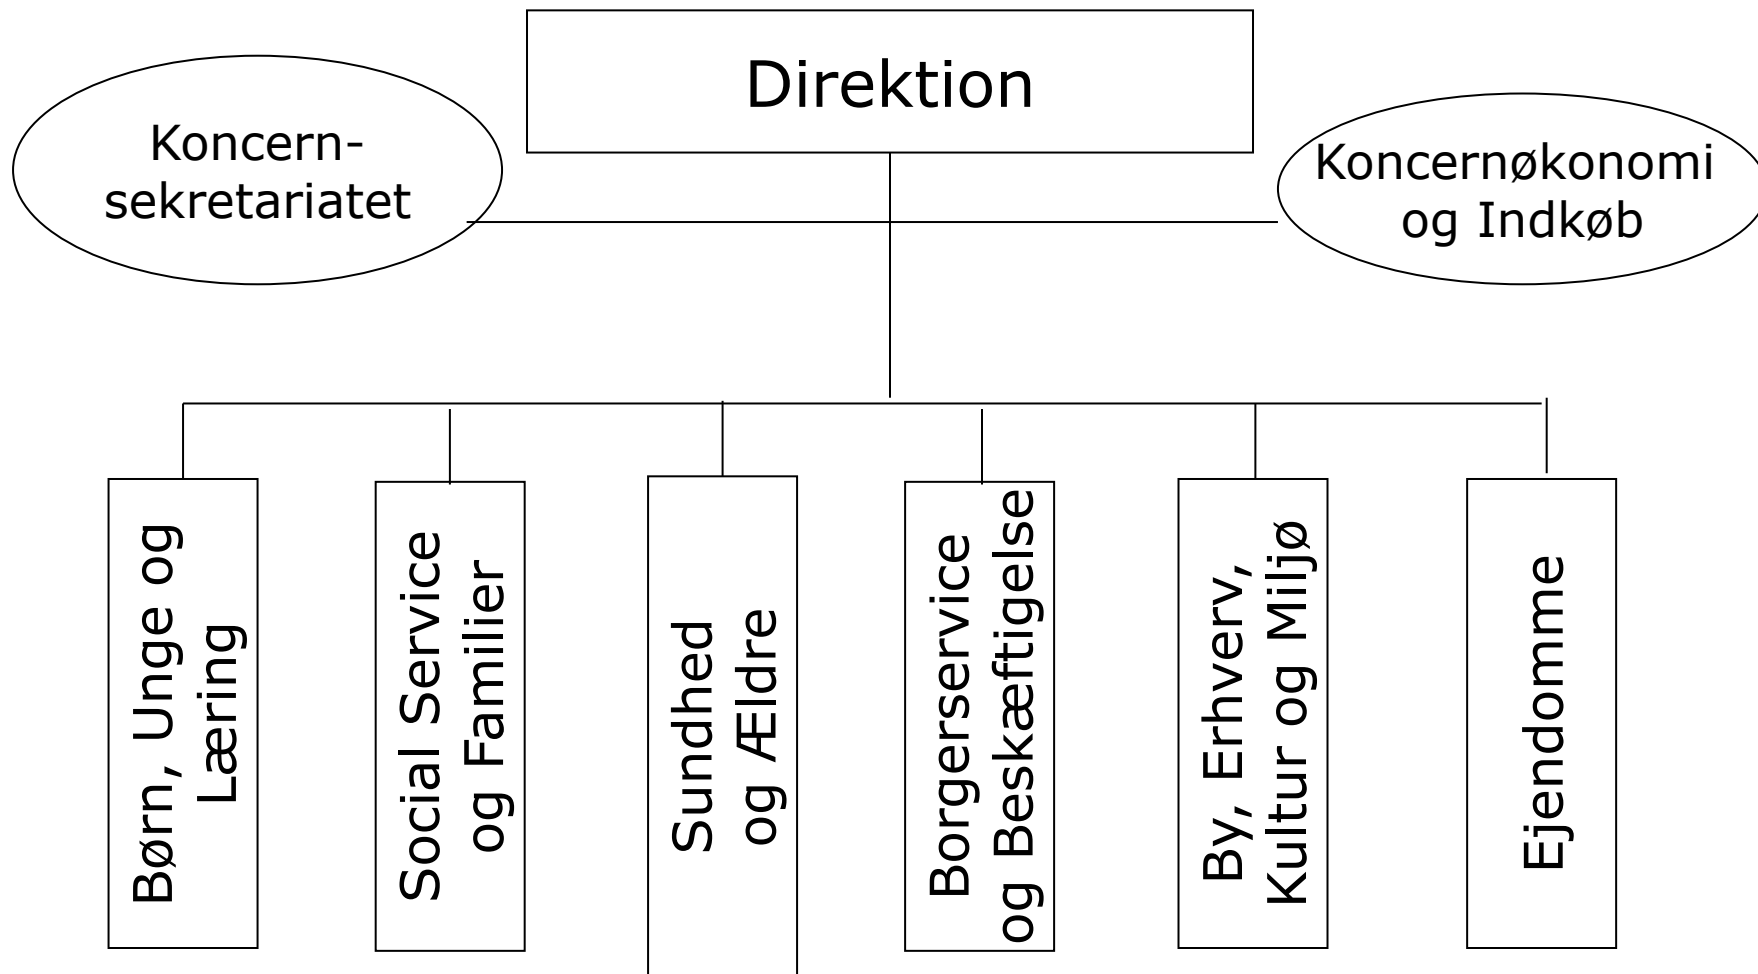 Direktion
Koncern-
sekretariatet
Koncernøkonomi
og Indkøb
Børn, Unge og
Læring
Social Service
og Familier
Sundhed
og Ældre
Borgerservice
og Beskæftigelse
By, Erhverv,
Kultur og Miljø
Ejendomme